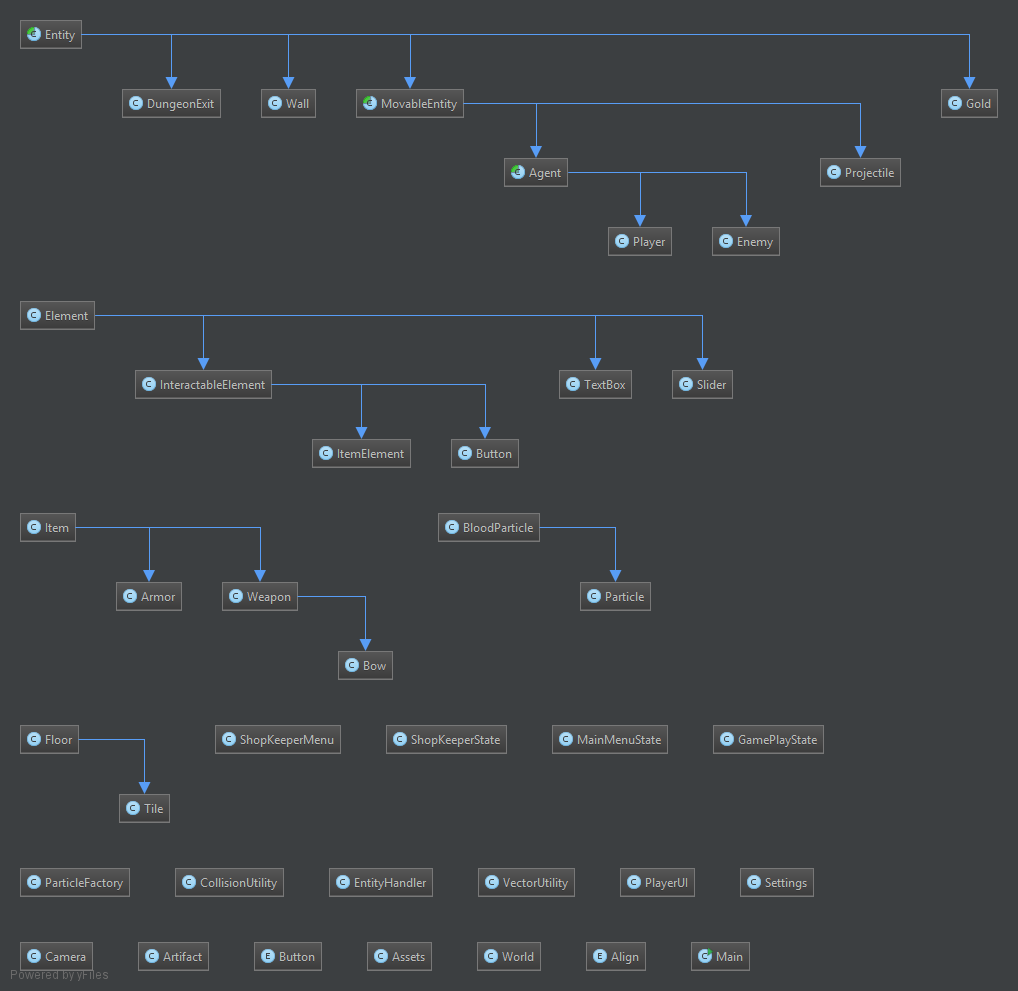 Entity
DungeonExit Wall MovableEntity Gold
Agent Projectile
Player Enemy
Element
InteractableElement TextBox Slider
ItemElement Button
Item BloodParticle
Armor Weapon Particle
Bow
Floor ShopKeeperMenu ShopKeeperState MainMenuState GamePlayState
Tile
ParticleFactory CollisionUtility EntityHandler VectorUtility PlayerUI Settings
Camera Artifact Button Assets World Align Main
Powered by yFiles